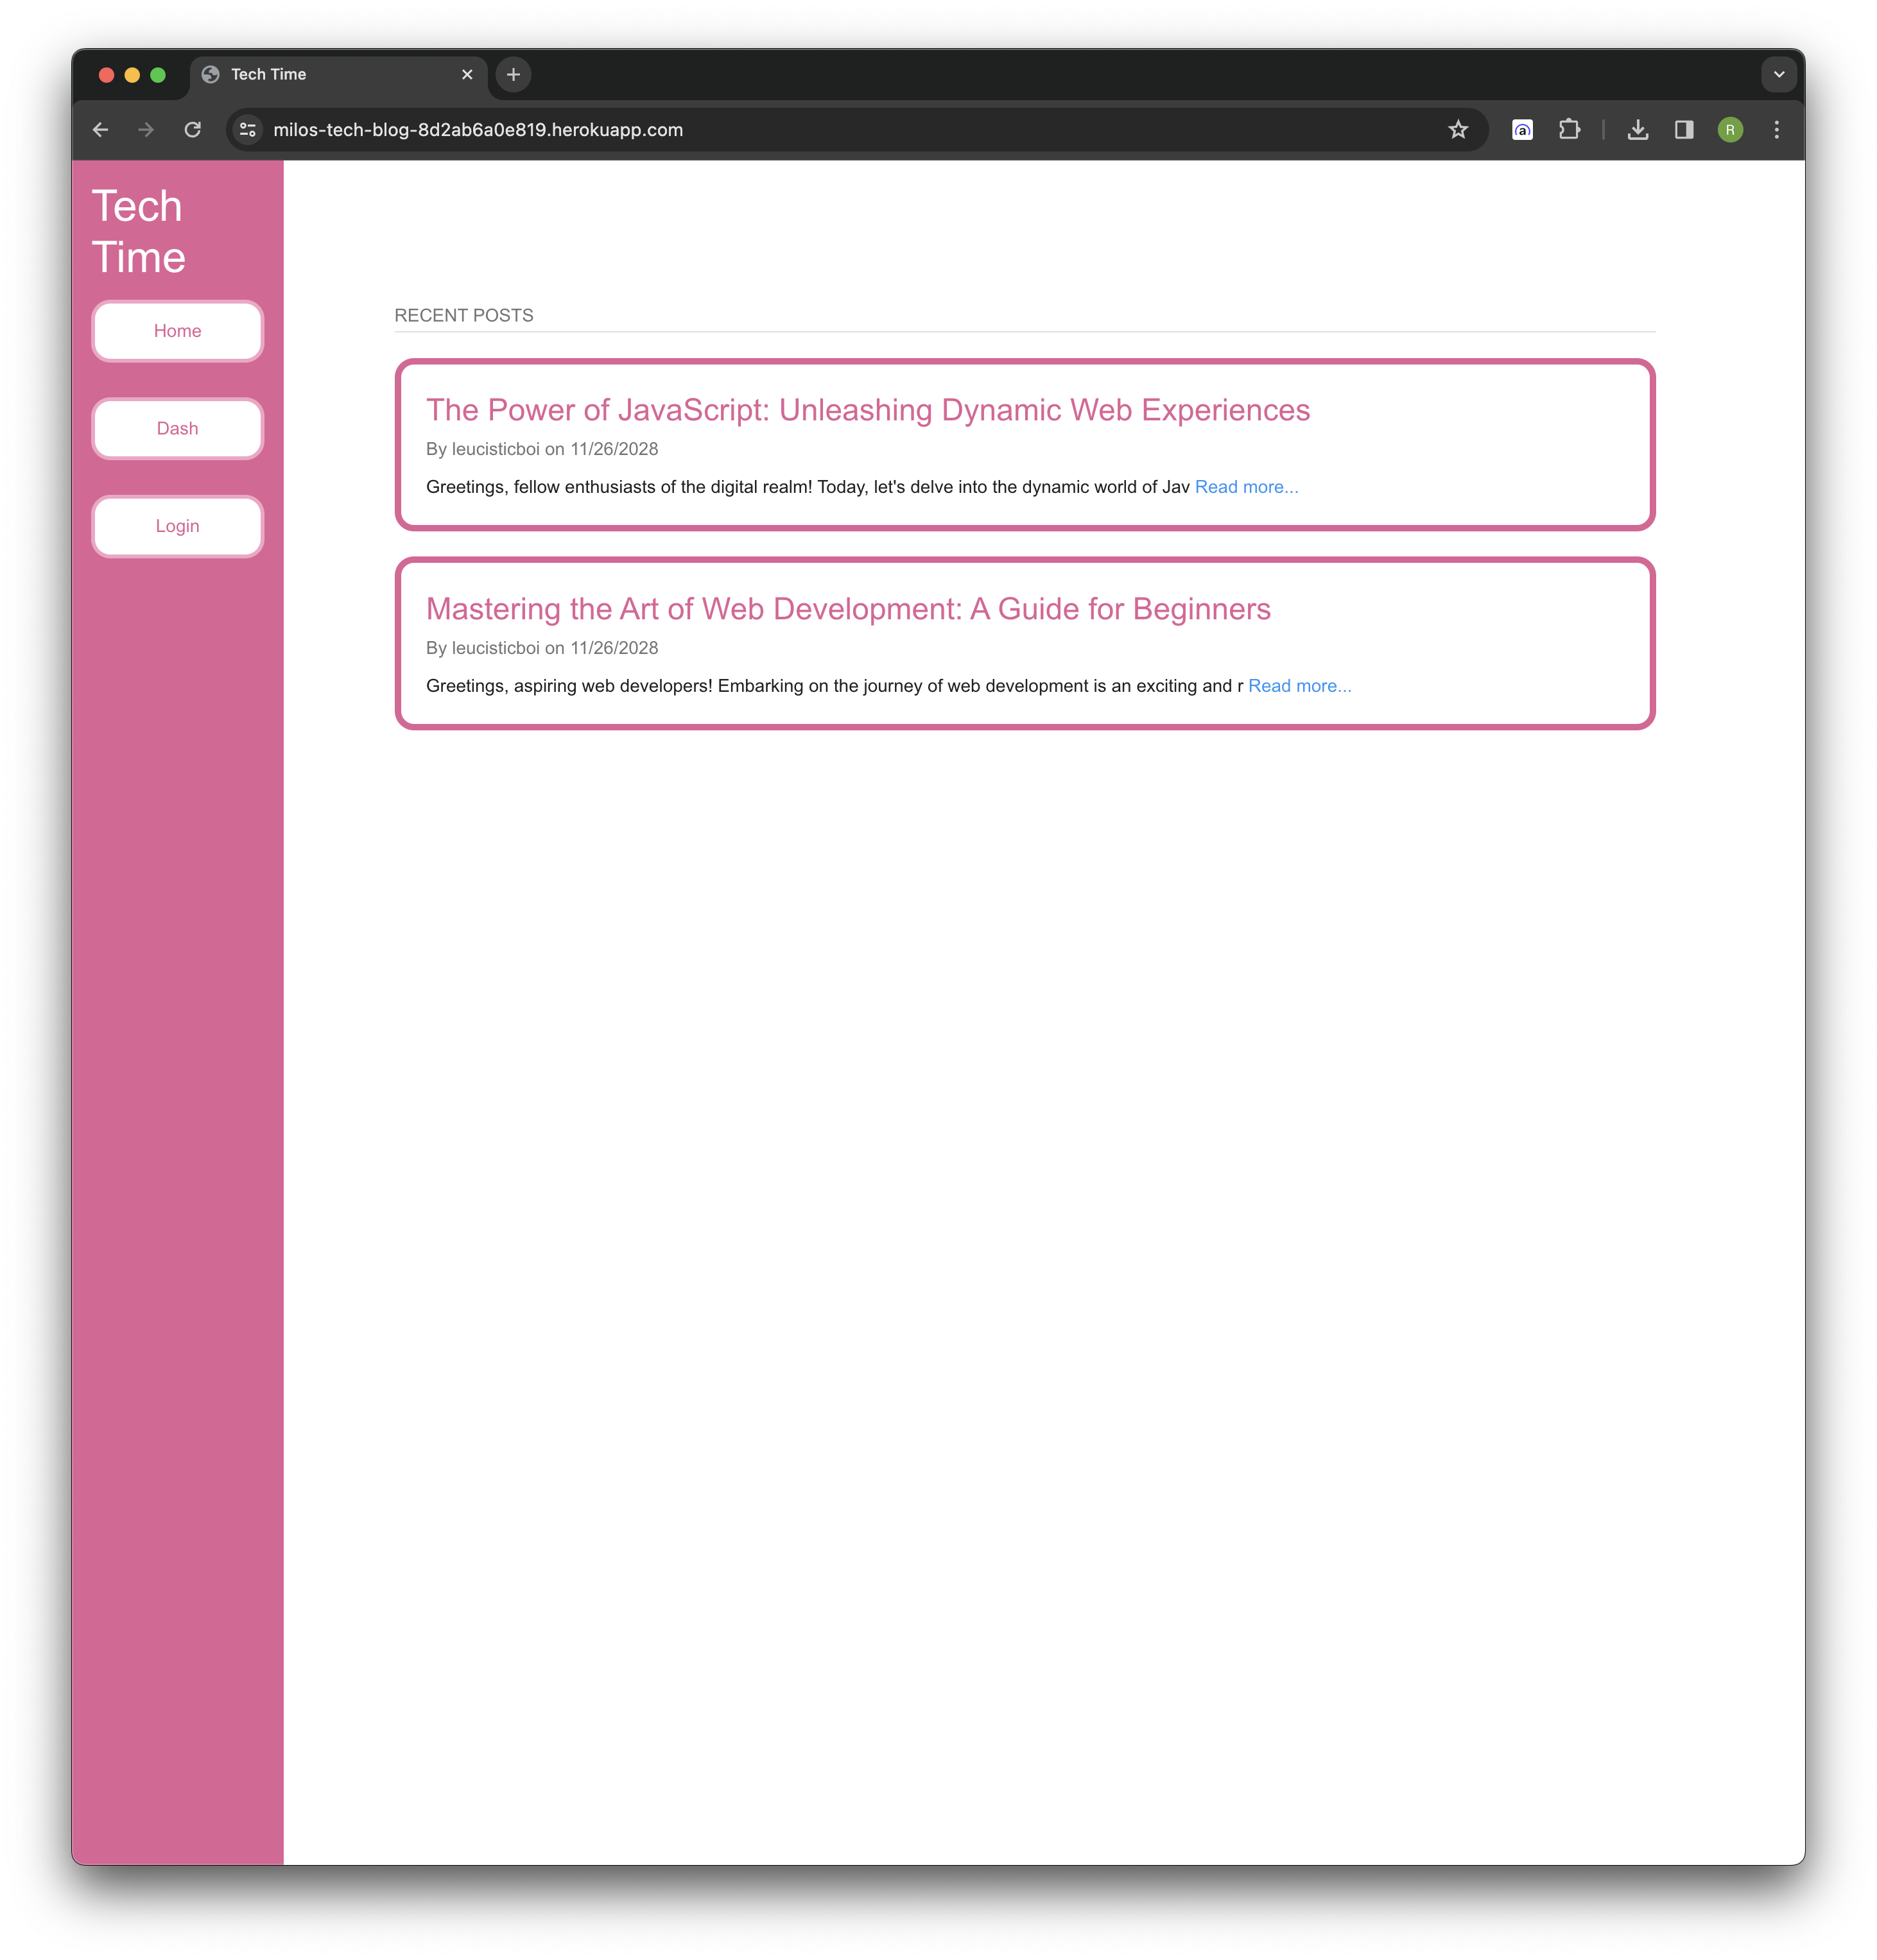 Tech Time
milos-tech-blog-8d2ab6a0e819.herokuapp.com
a
R
Tech
Time
Home
Dash
Login
RECENT POSTS
The Power of JavaScript: Unleashing Dynamic Web Experiences
By leucisticboi on 11/26/2028
Greetings, fellow enthusiasts of the digital realm! Today, let's delve into the dynamic world of Jav Read more...
Mastering the Art of Web Development: A Guide for Beginners
By leucisticboi on 11/26/2028
Greetings, aspiring web developers! Embarking on the journey of web development is an exciting and r Read more...